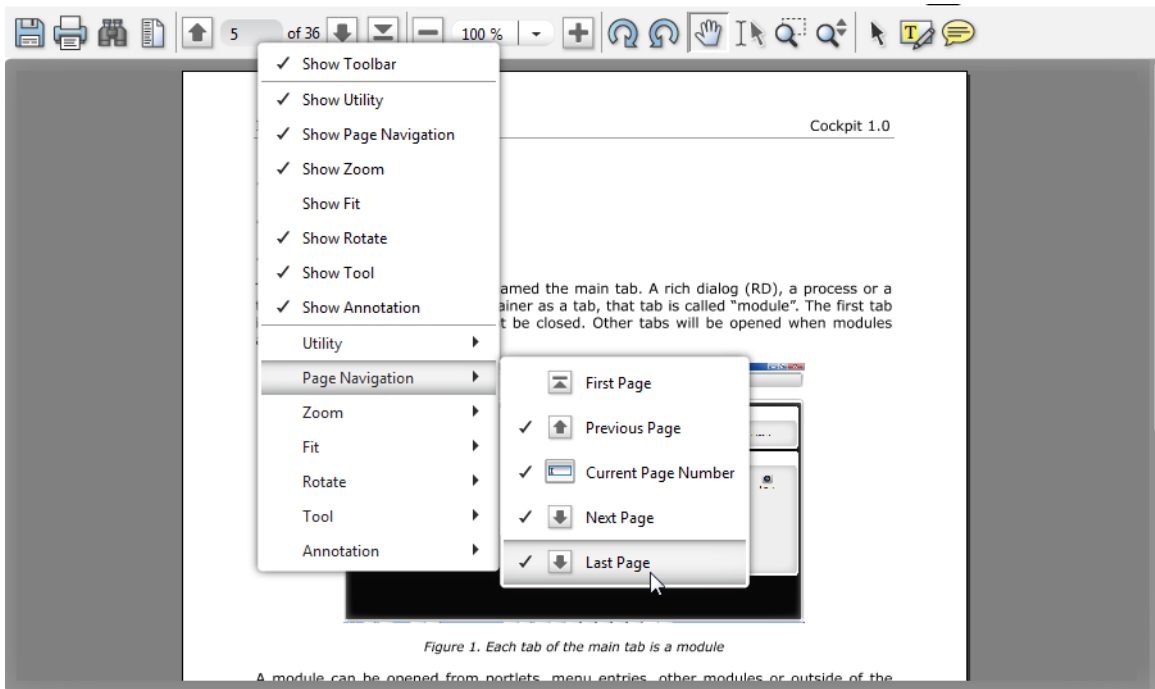 5 of 36 100 %
Show Toolbar
Show Utility
Cockpit 1.0
Show Page Navigation
Show Zoom
Show Fit
Show Rotate
Show Tool
amed the main tab. A rich dialog (RD), a process or a
Show Annotation
ainer as a tab, that tab is called "module". The first tab
t be closed. Other tabs will be opened when modules
Utility
Page Navigation
First Page
Zoom
Previous Page
Fit
Current Page Number
Rotate
Tool
Next Page
Annotation
Last Page
Figure 1. Each tab of the main tab is a module
A module can be opened from portlets, menu entries, other modules or outside of the